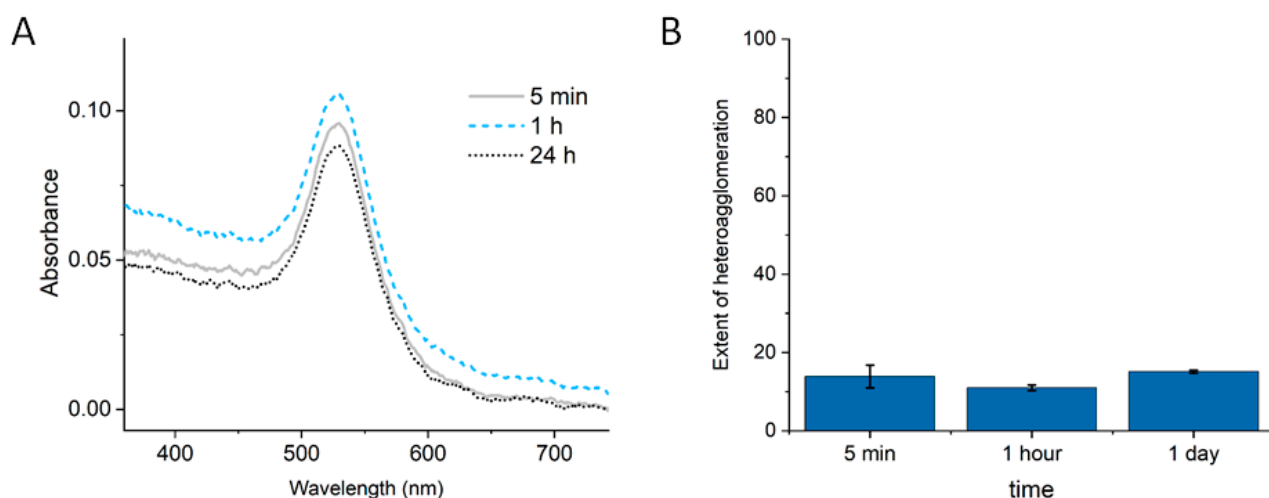 A
Absorbance
0.10
0.05
0.00
400
500
600
700
Wavelength (nm)
5 min
1 h
24 h
B
Extent of heteroagglomeration
100
80
60
40
20
0
5 min
1 hour
1 day
time